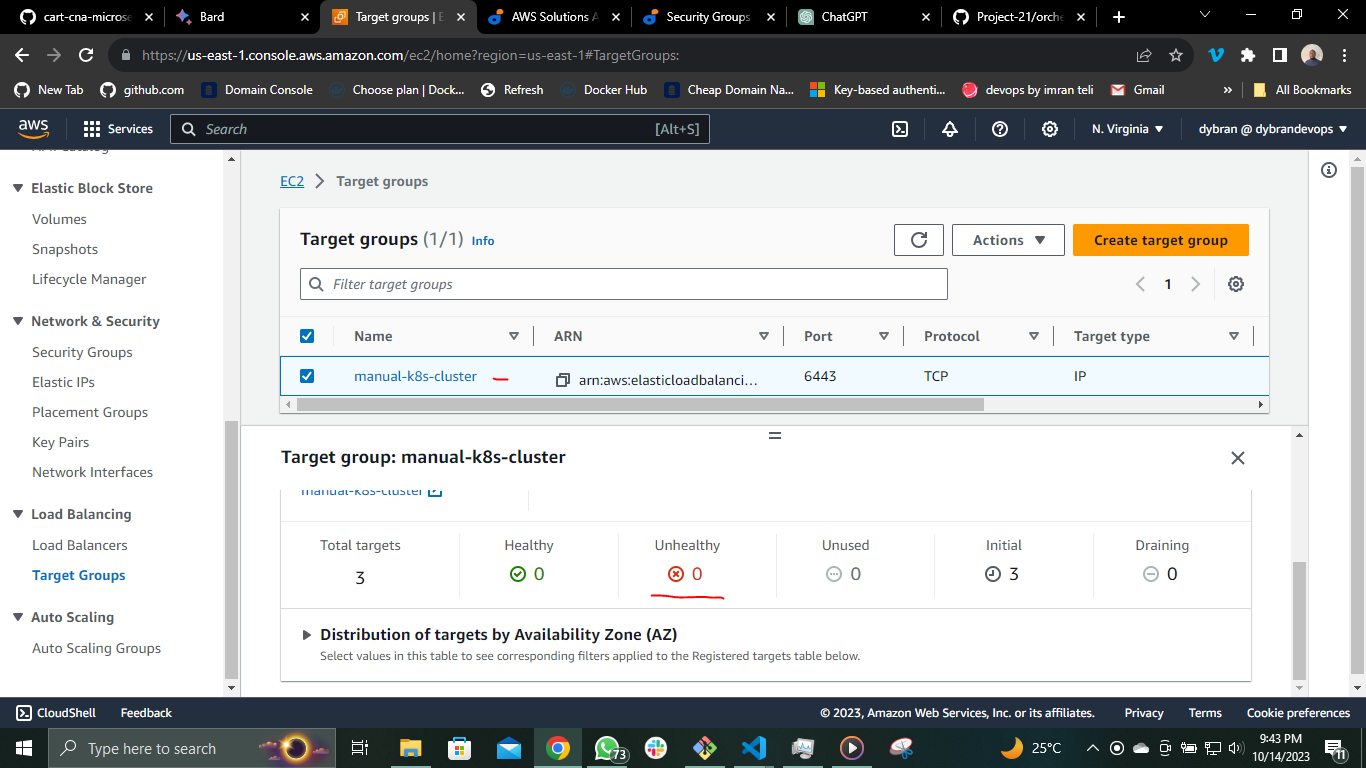 cart-cna-microse
Bard
Target groups | E
AWS Solutions A
Security Groups
ChatGPT
Project-21/orche
https://us-east-1.console.aws.amazon.com/ec2/home?region=us-east-1#TargetGroups:
New Tab
github.com
Domain Console
Choose plan | Dock...
Refresh
Docker Hub
Cheap Domain Na...
Key-based authenti...
devops by imran teli
Gmail
»
All Bookmarks
aws
Services
Search
[Alt+S]
N. Virginia
dybran @ dybrandevops
Elastic Block Store
Volumes
Snapshots
Lifecycle Manager
Network & Security
Security Groups
Elastic IPs
Placement Groups
Key Pairs
Network Interfaces
Load Balancing
Load Balancers
Target Groups
Auto Scaling
Auto Scaling Groups
EC2 > Target groups
Target groups (1/1) Info
Actions
Create target group
Filter target groups
1
Name ARN Port Protocol Target type
manual-k8s-cluster arn:aws:elasticloadbalanci... 6443 TCP IP
Target group: manual-k8s-cluster
manual-k8s-cluster
Total targets Healthy Unhealthy Unused Initial Draining
3 0 0 0 3 0
Distribution of targets by Availability Zone (AZ)
Select values in this table to see corresponding filters applied to the Registered targets table below.
CloudShell Feedback © 2023, Amazon Web Services, Inc. or its affiliates. Privacy Terms Cookie preferences
Type here to search
73
25°C
9:43 PM
10/14/2023
11